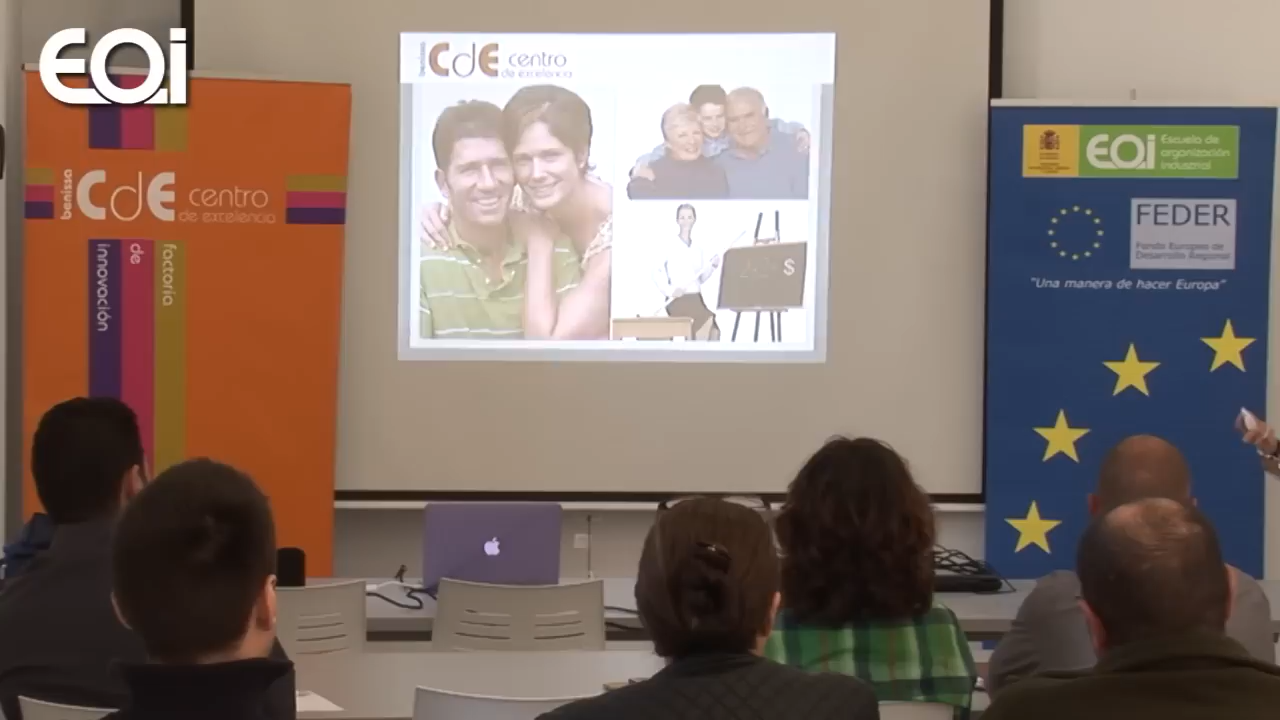 EOi
benissa CdE centro
de excelencia
benissa CdE centro
de excelencia
innovación
de
factoría
$
EOi Escuela de
organización
industrial
FEDER
Fondo Europeo de
Desarrollo Regional
"Una manera de hacer Europa"